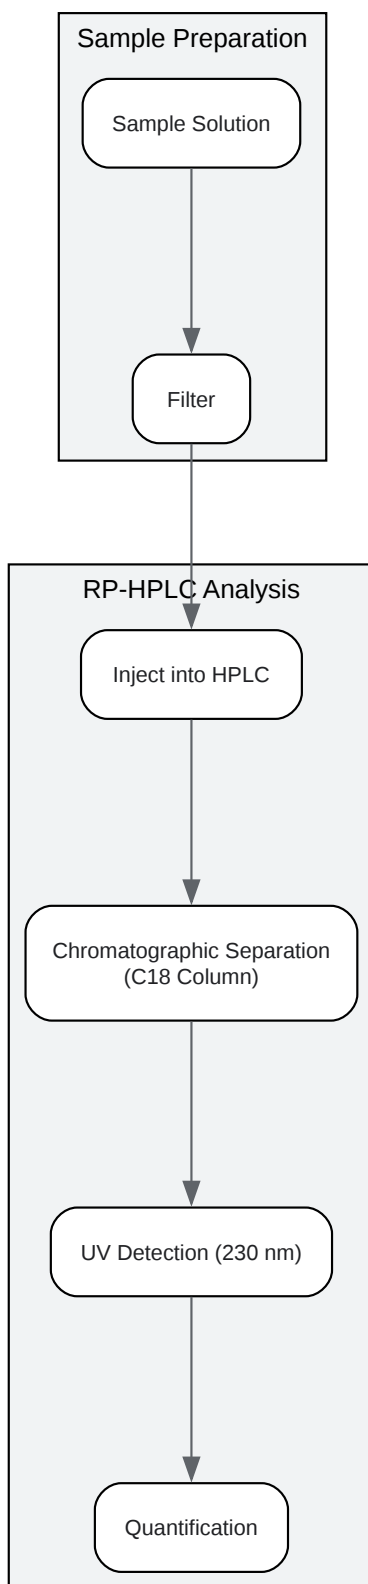 Sample Preparation
Sample Solution
Filter
RP-HPLC Analysis
Inject into HPLC
Chromatographic Separation
(C18 Column)
UV Detection (230 nm)
Quantification